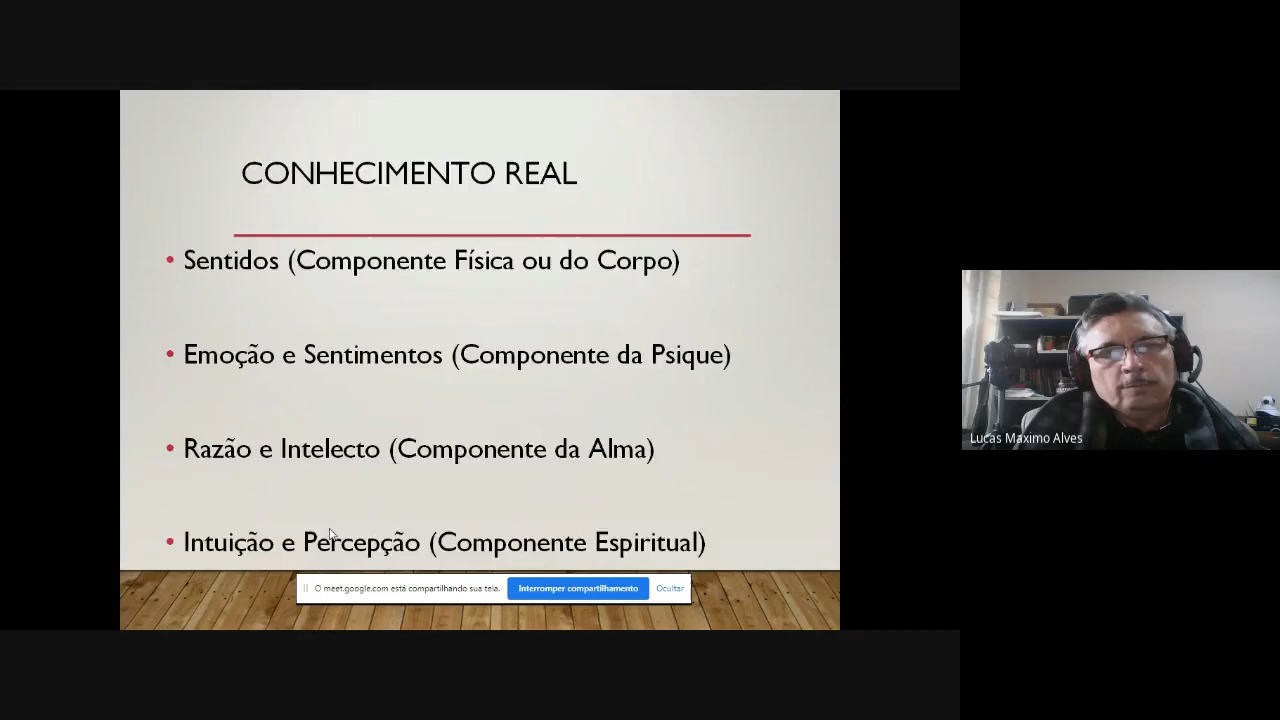 CONHECIMENTO REAL
• Sentidos (Componente Física ou do Corpo)
• Emoção e Sentimentos (Componente da Psique)
• Razão e Intelecto (Componente da Alma)
• Intuição e Percepção (Componente Espiritual)
O meet.google.com está compartilhando sua tela. Interromper compartilhamento Ocultar
Lucas Maximo Alves